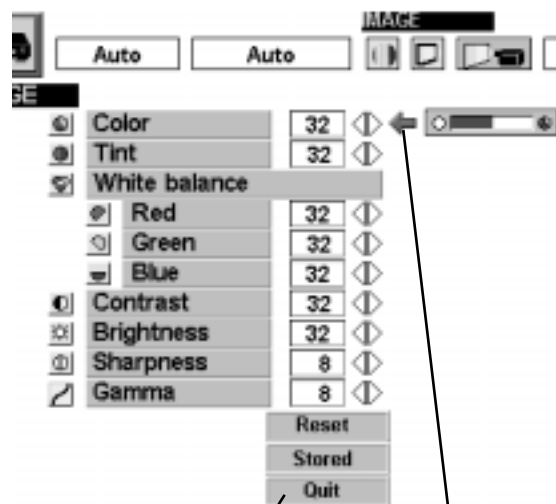 IMAGE
Auto Auto
GE
Color 32
Tint 32
White balance
Red 32
Green 32
Blue 32
Contrast 32
Brightness 32
Sharpness 8
Gamma 8
Reset
Stored
Quit